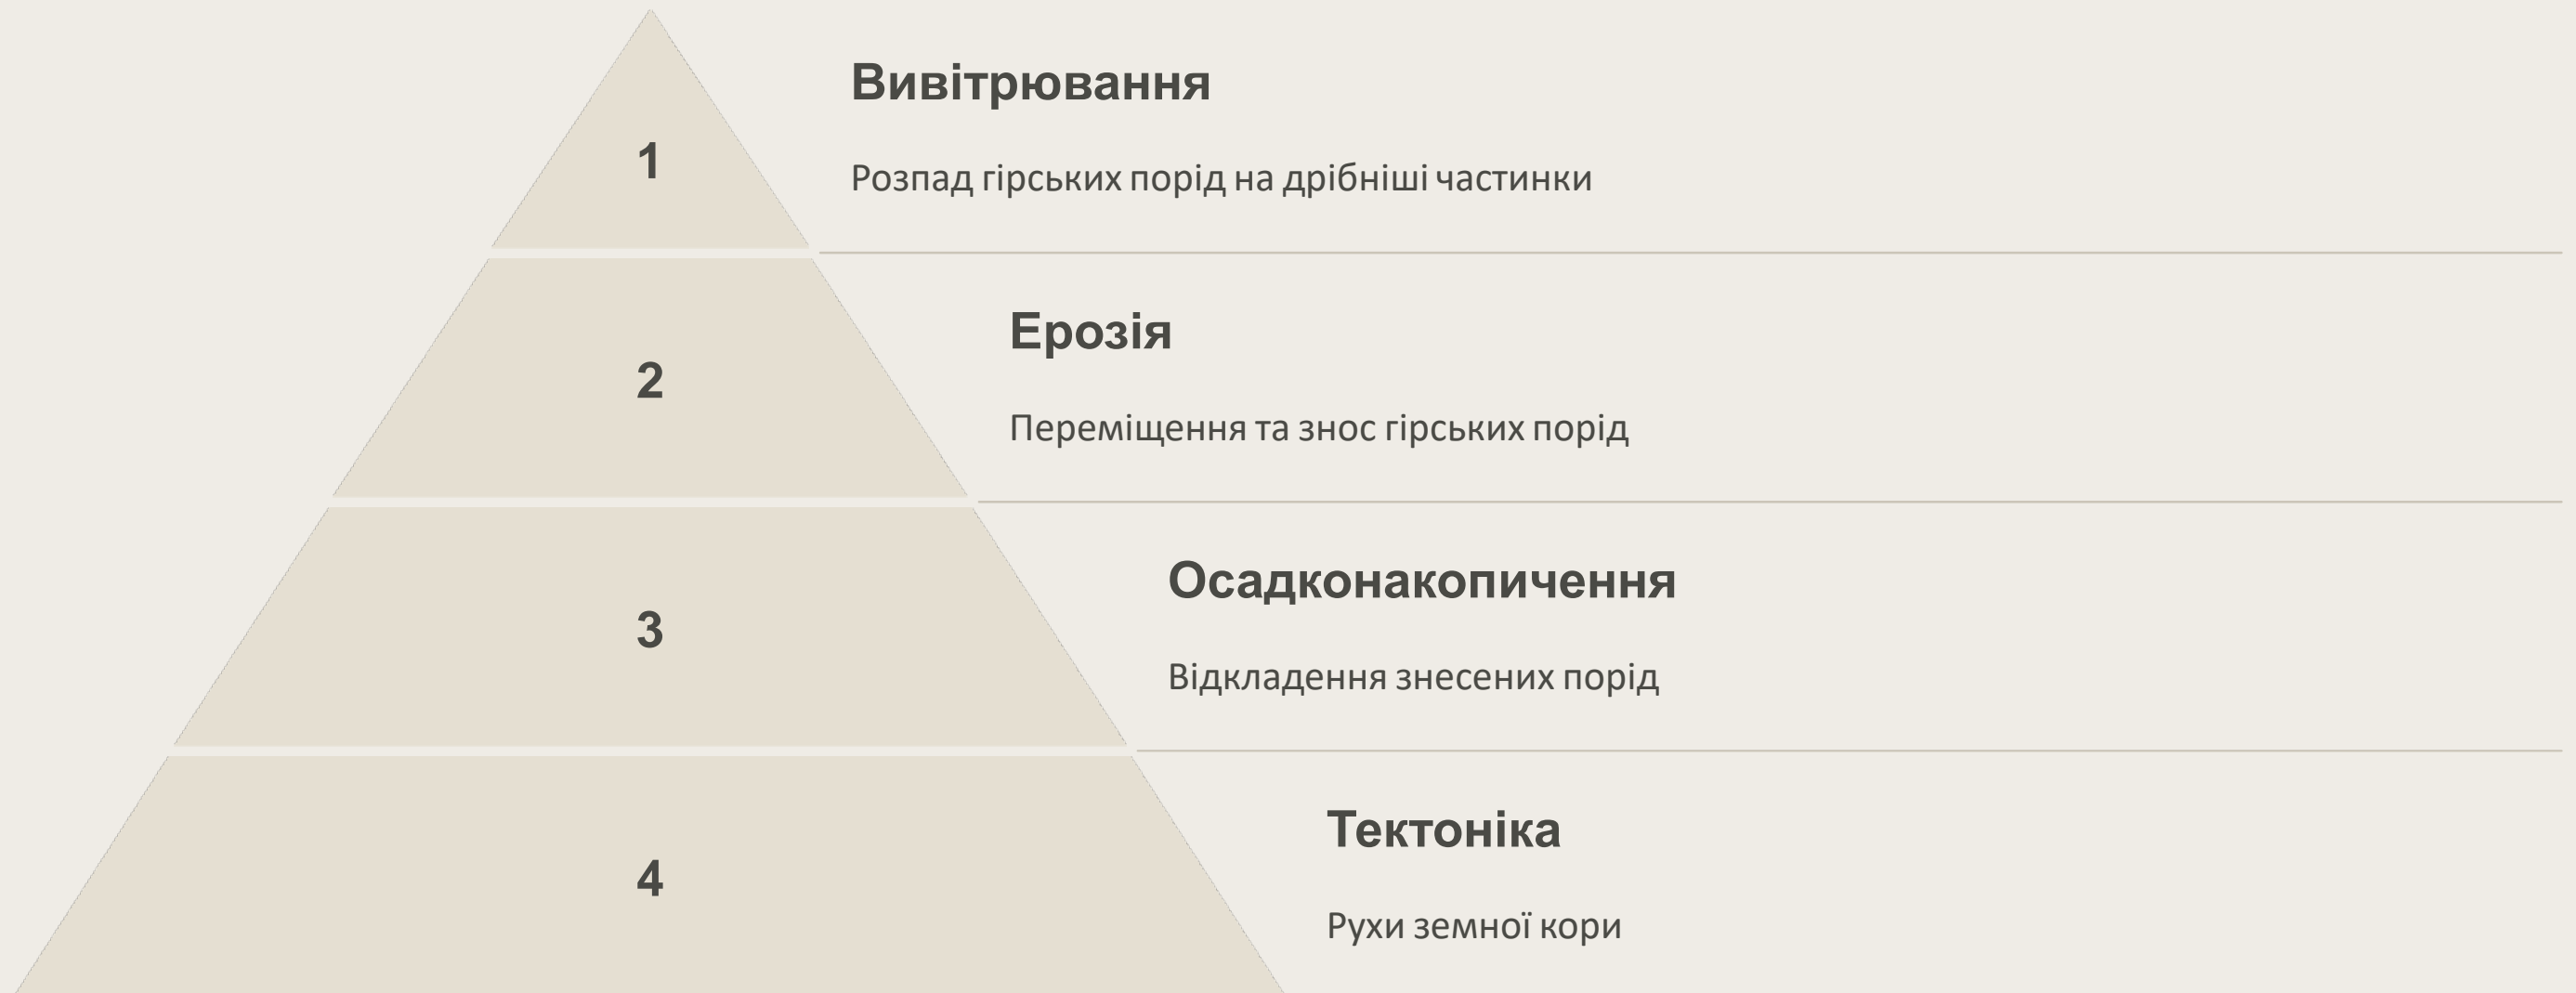 1
Вивітрювання
Розпад гірських порід на дрібніші частинки
2
Ерозія
Переміщення та знос гірських порід
3
Осадконакопичення
Відкладення знесених порід
4
Тектоніка
Рухи земної кори